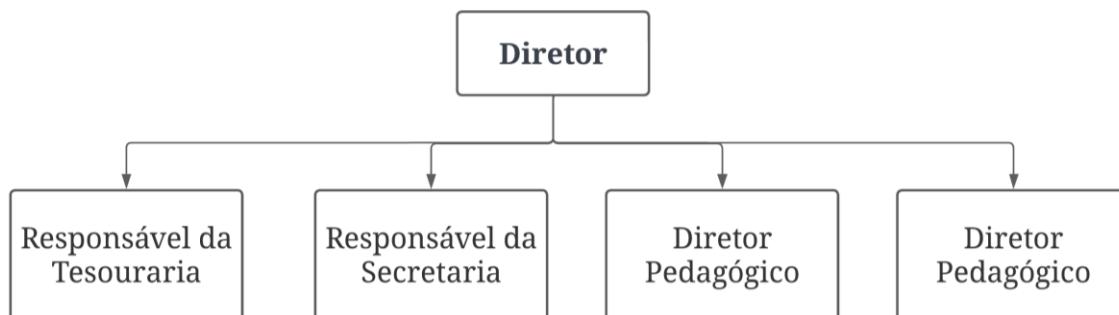 Diretor
Responsável da
Tesouraria
Responsável da
Secretaria
Diretor
Pedagógico
Diretor
Pedagógico